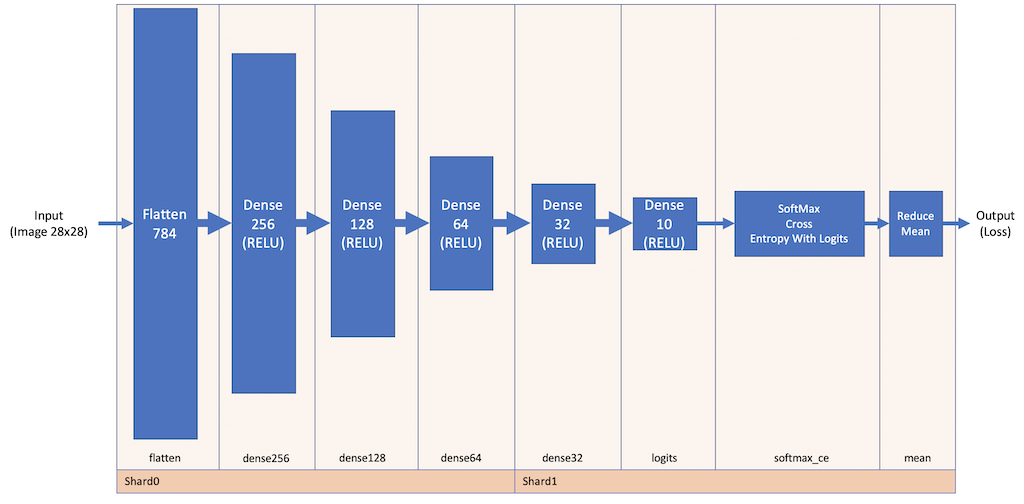 Input
(Image 28x28)
Flatten
784
Dense
256
(RELU)
Dense
128
(RELU)
Dense
64
(RELU)
Dense
32
(RELU)
Dense
10
(RELU)
SoftMax
Cross
Entropy With Logits
Reduce
Mean
Output
(Loss)
flatten
dense256
dense128
dense64
dense32
logits
softmax_ce
mean
Shard0
Shard1